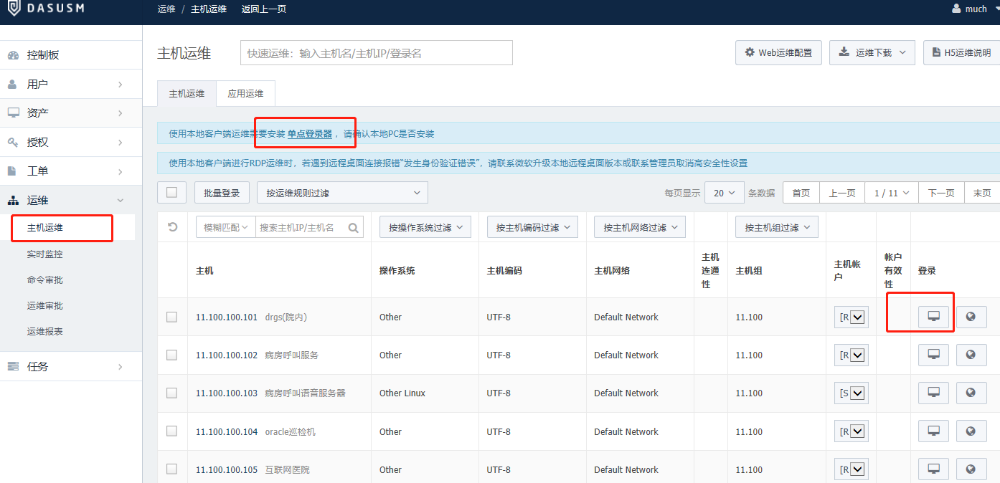 DASUSM
运维 / 主机运维 返回上一页
much
控制板
用户
资产
授权
工单
运维
主机运维
实时监控
命令审批
运维审批
运维报表
任务
主机运维
快速运维：输入主机名/主机IP/登录名
Web运维配置
运维下载
H5运维说明
主机运维
应用运维
使用本地客户端运维需要安装 单点登录器 ，请确认本地PC是否安装
使用本地客户端进行RDP运维时，若遇到远程桌面连接报错“发生身份验证错误”，请联系微软升级本地远程桌面版本或联系管理员取消高安全性设置
批量登录
按运维规则过滤
每页显示 20 条数据
首页 上一页 1 / 11 下一页 末页
模糊匹配 搜索主机IP/主机名 按操作系统过滤 按主机编码过滤 按主机网络过滤 按主机组过滤
主机 操作系统 主机编码 主机网络 主机连通性 主机组 主机帐户 帐户有效性 登录
11.100.100.101 drgs(院内) Other UTF-8 Default Network 11.100 [R
11.100.100.102 病房呼叫服务 Other UTF-8 Default Network 11.100 [R
11.100.100.103 病房呼叫语音服务器 Other Linux UTF-8 Default Network 11.100 [S
11.100.100.104 oracle巡检机 Other UTF-8 Default Network 11.100 [R
11.100.100.105 互联网医院 Other UTF-8 Default Network 11.100 [R